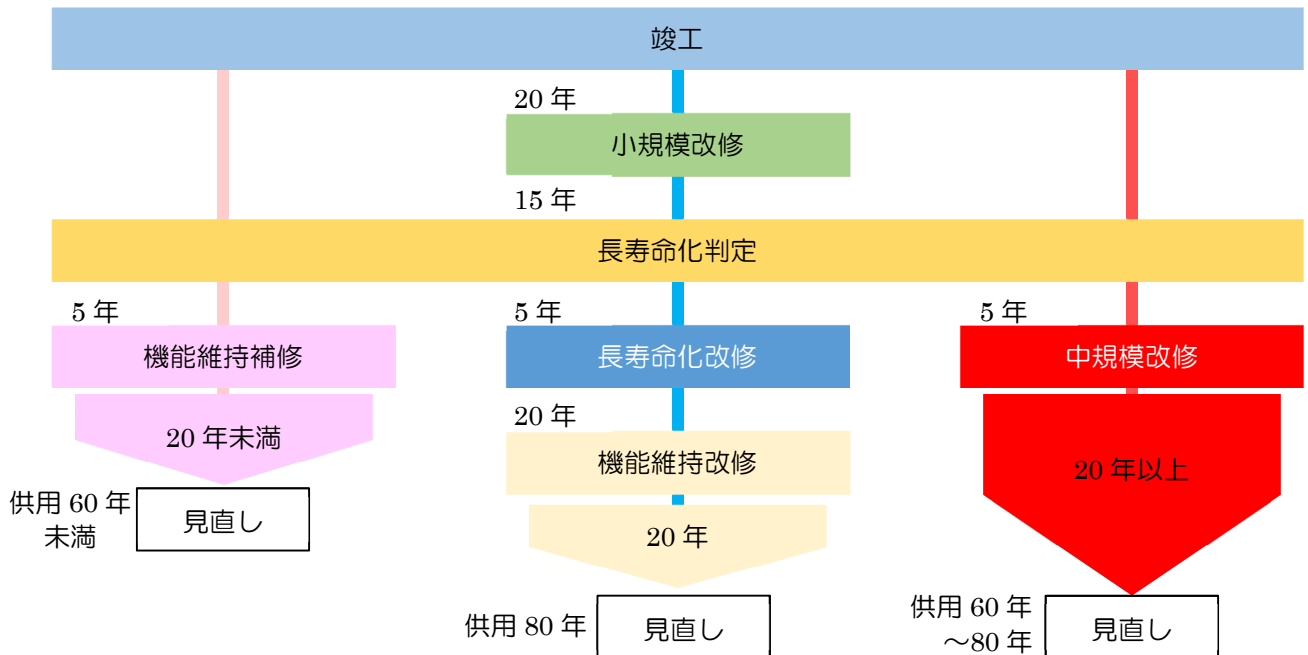 竣工
20 年
小規模改修
15 年
長寿命化判定
5 年
機能維持補修
20 年未満
供用 60 年
未満
見直し
5 年
長寿命化改修
20 年
機能維持改修
20 年
供用 80 年
見直し
5 年
中規模改修
20 年以上
供用 60 年
～80 年
見直し